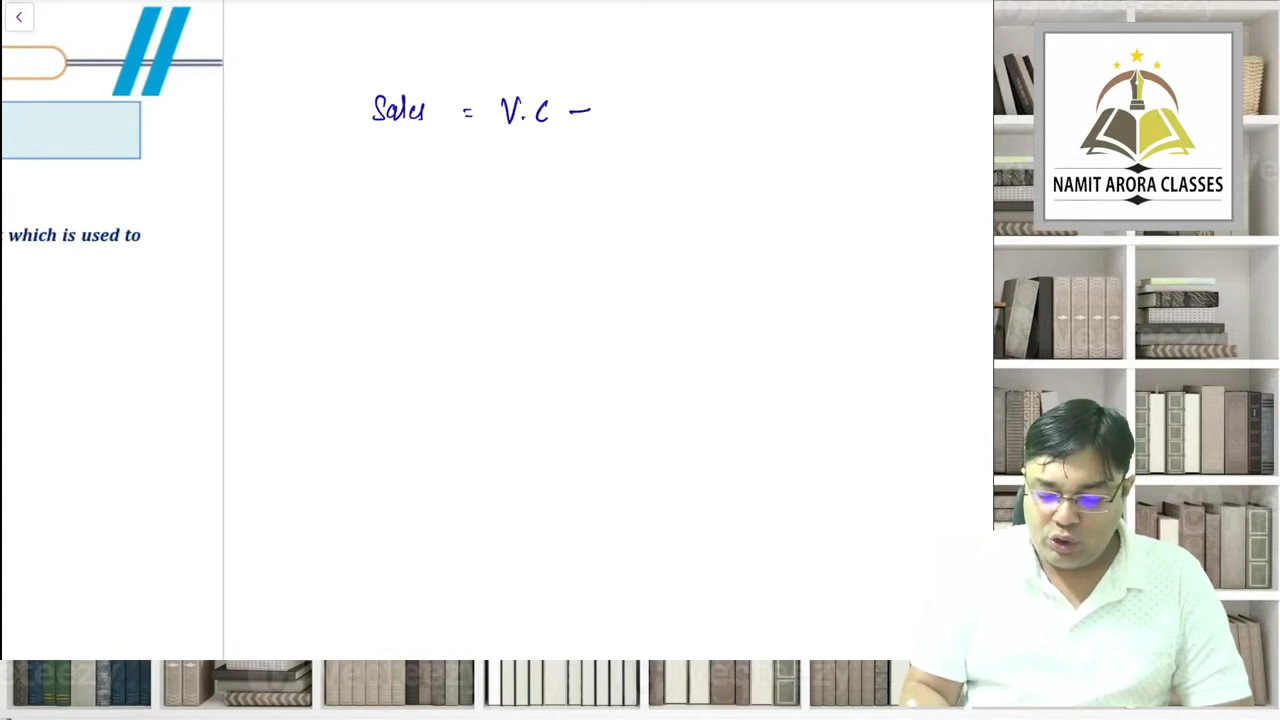 Sales = V.C –
NAMIT ARORA CLASSES
which is used to